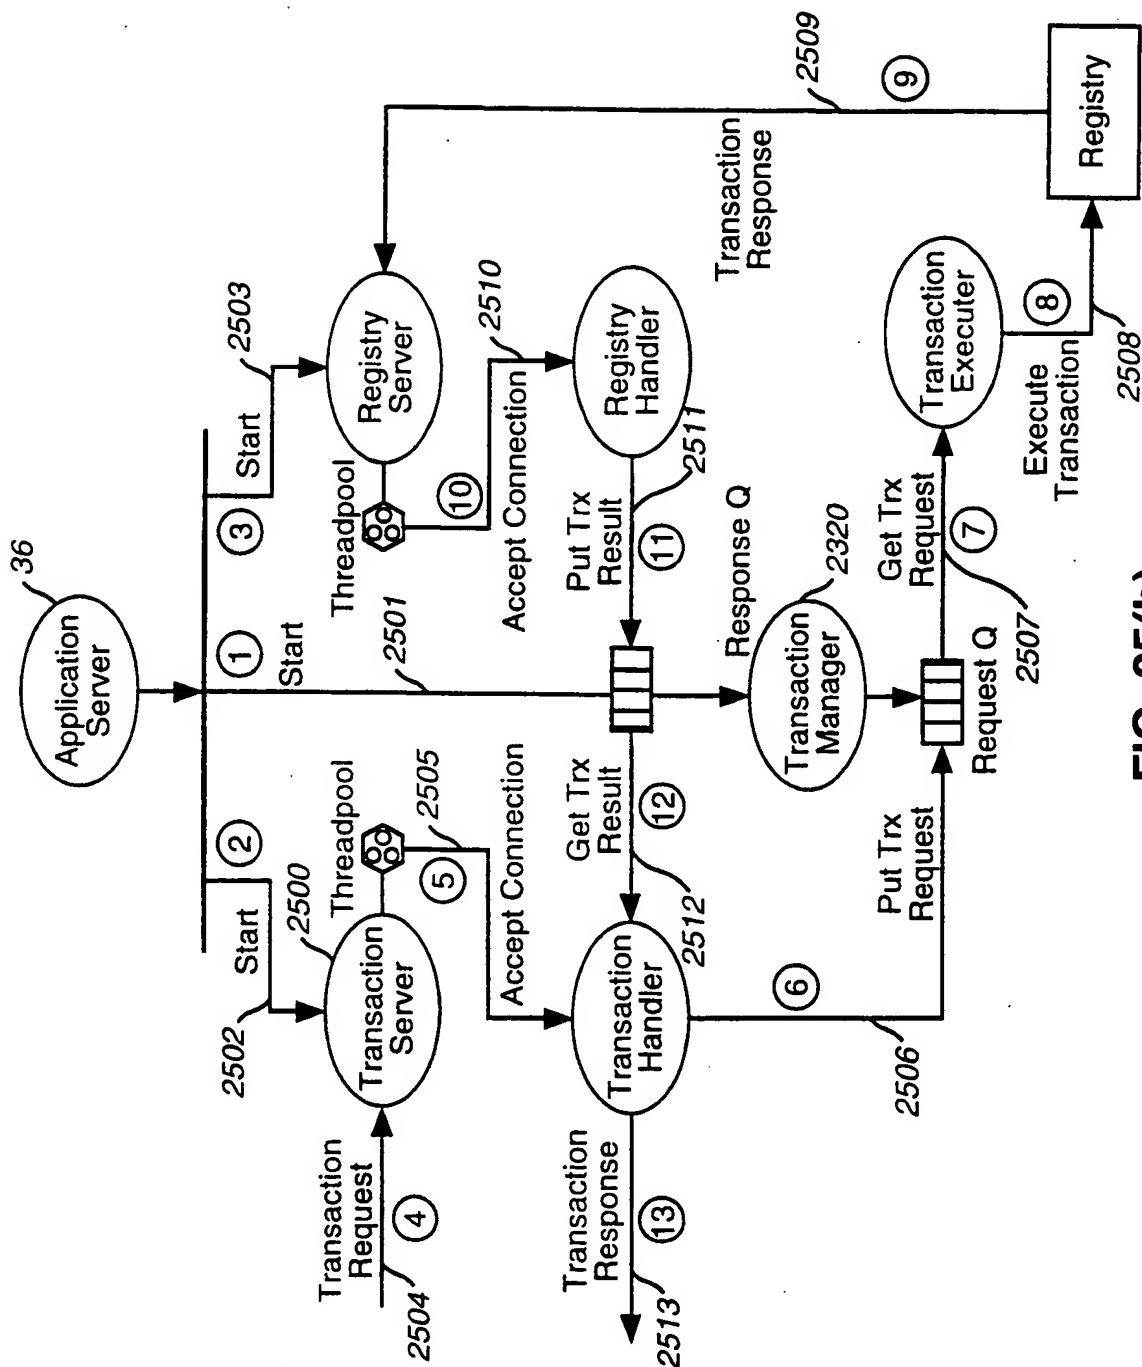 36
Application
Server
2
1
3
Start
Start
Start
2502
2501
2503
2500
Transaction
Server
Threadpool
5
2505
Accept Connection
Transaction
Request
4
2504
Threadpool
Registry
Server
10
2510
Accept Connection
Transaction
Response
9
2509
Transaction
Handler
Get Trx
Result
12
2512
Put Trx
Result
11
2511
Registry
Handler
Response Q
Transaction
Response
13
2513
Transaction
Manager
2320
6
2506
Put Trx
Request
Request Q
Get Trx
Request
7
2507
Transaction
Executer
Execute
Transaction
8
2508
Registry
FIG. 25(b)